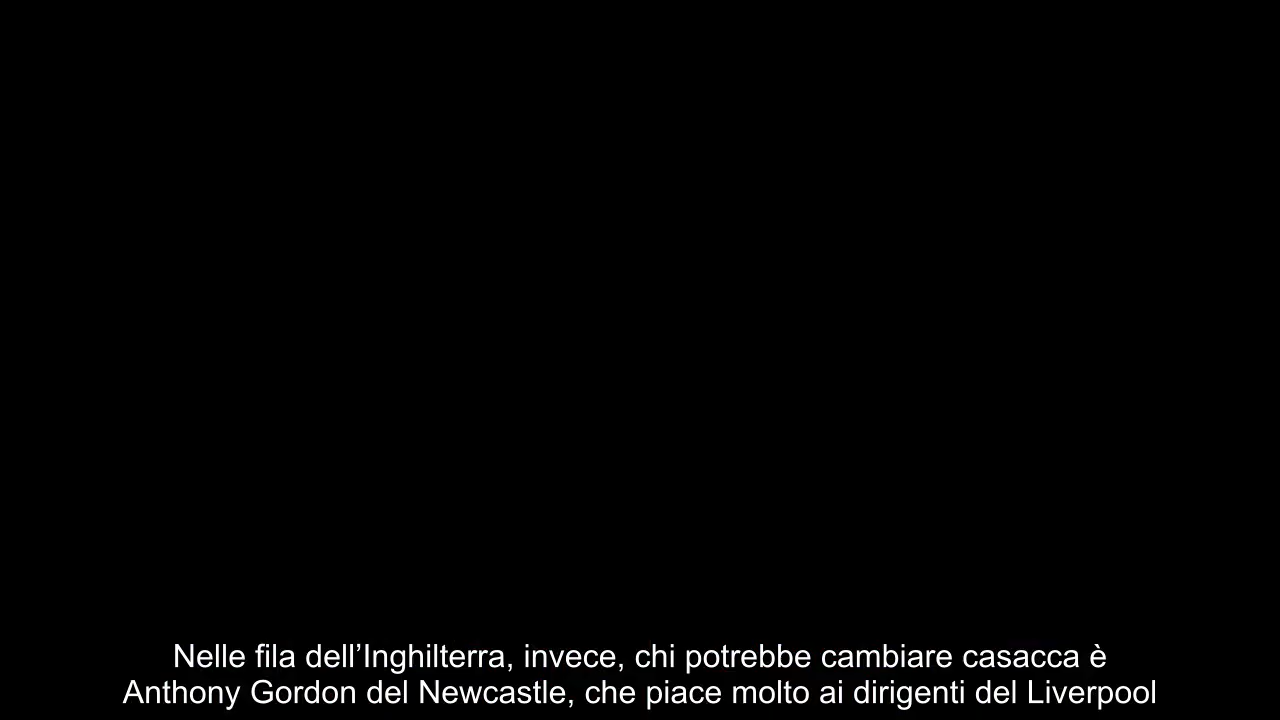 Nelle fila dell’Inghilterra, invece, chi potrebbe cambiare casacca è
Anthony Gordon del Newcastle, che piace molto ai dirigenti del Liverpool